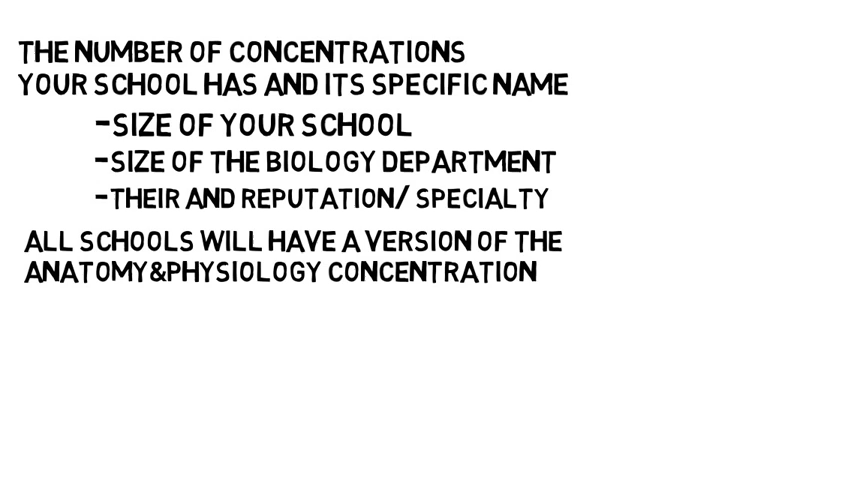 THE NUMBER OF CONCENTRATIONS
YOUR SCHOOL HAS AND ITS SPECIFIC NAME
-SIZE OF YOUR SCHOOL
-SIZE OF THE BIOLOGY DEPARTMENT
-THEIR AND REPUTATION/ SPECIALTY
ALL SCHOOLS WILL HAVE A VERSION OF THE
ANATOMY&PHYSIOLOGY CONCENTRATION